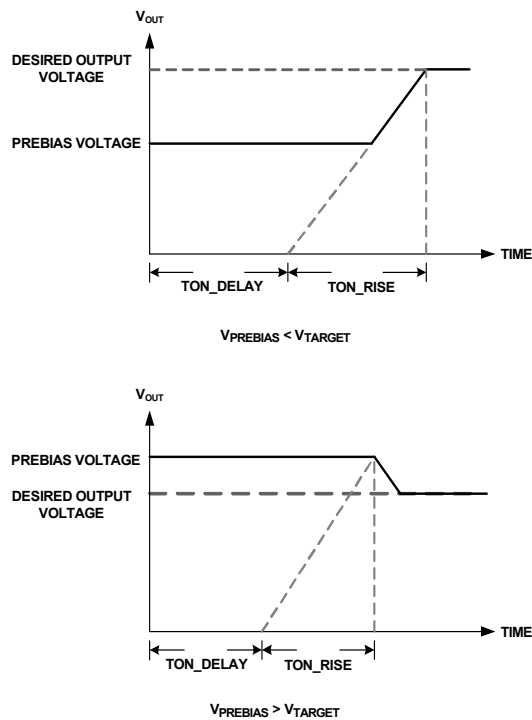 VOUT
DESIRED OUTPUT
VOLTAGE
PREBIAS VOLTAGE
TIME
TON_DELAY
TON_RISE
VPREBIAS < VTARGET
VOUT
PREBIAS VOLTAGE
DESIRED OUTPUT
VOLTAGE
TIME
TON_DELAY
TON_RISE
VPREBIAS > VTARGET